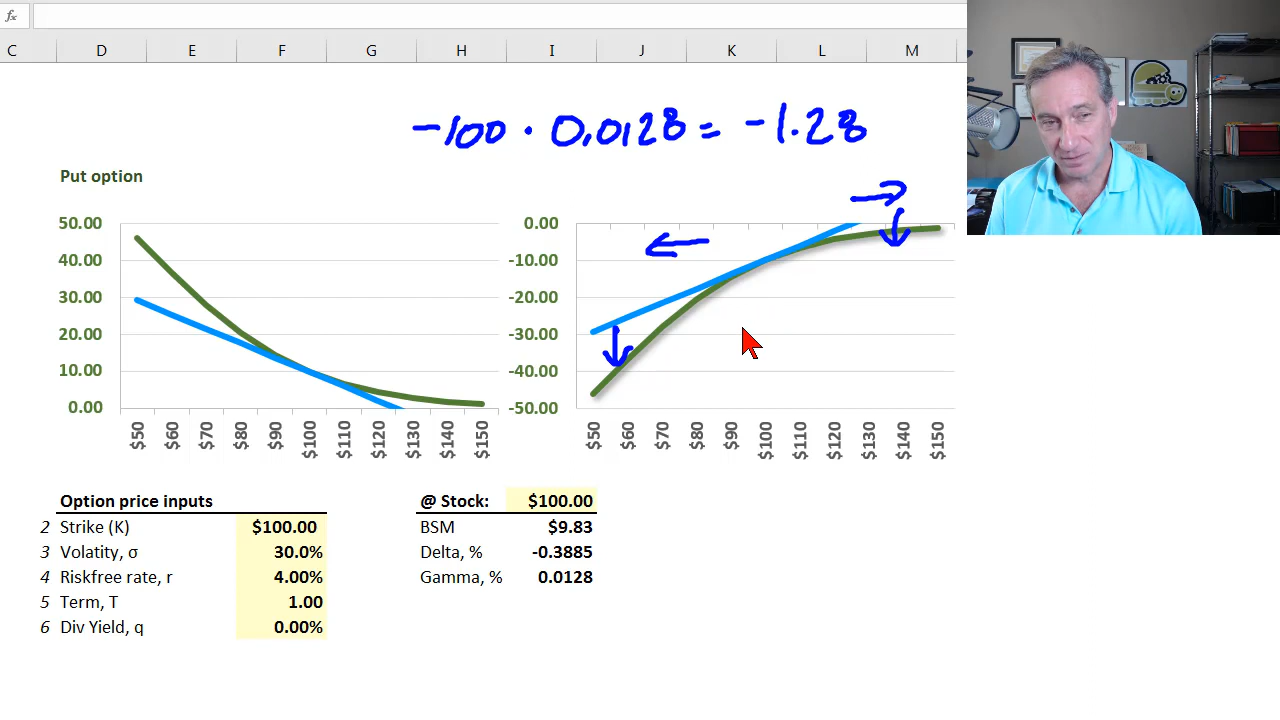 fx
C D E F G H I J K L M
-100 · 0.0128 = -1.28
Put option
50.00
40.00
30.00
20.00
10.00
0.00
$50 $60 $70 $80 $90 $100 $110 $120 $130 $140 $150
0.00
-10.00
-20.00
-30.00
-40.00
-50.00
$50 $60 $70 $80 $90 $100 $110 $120 $130 $140 $150
Option price inputs
2 Strike (K) $100.00
3 Volatity, σ 30.0%
4 Riskfree rate, r 4.00%
5 Term, T 1.00
6 Div Yield, q 0.00%
@ Stock: $100.00
BSM $9.83
Delta, % -0.3885
Gamma, % 0.0128